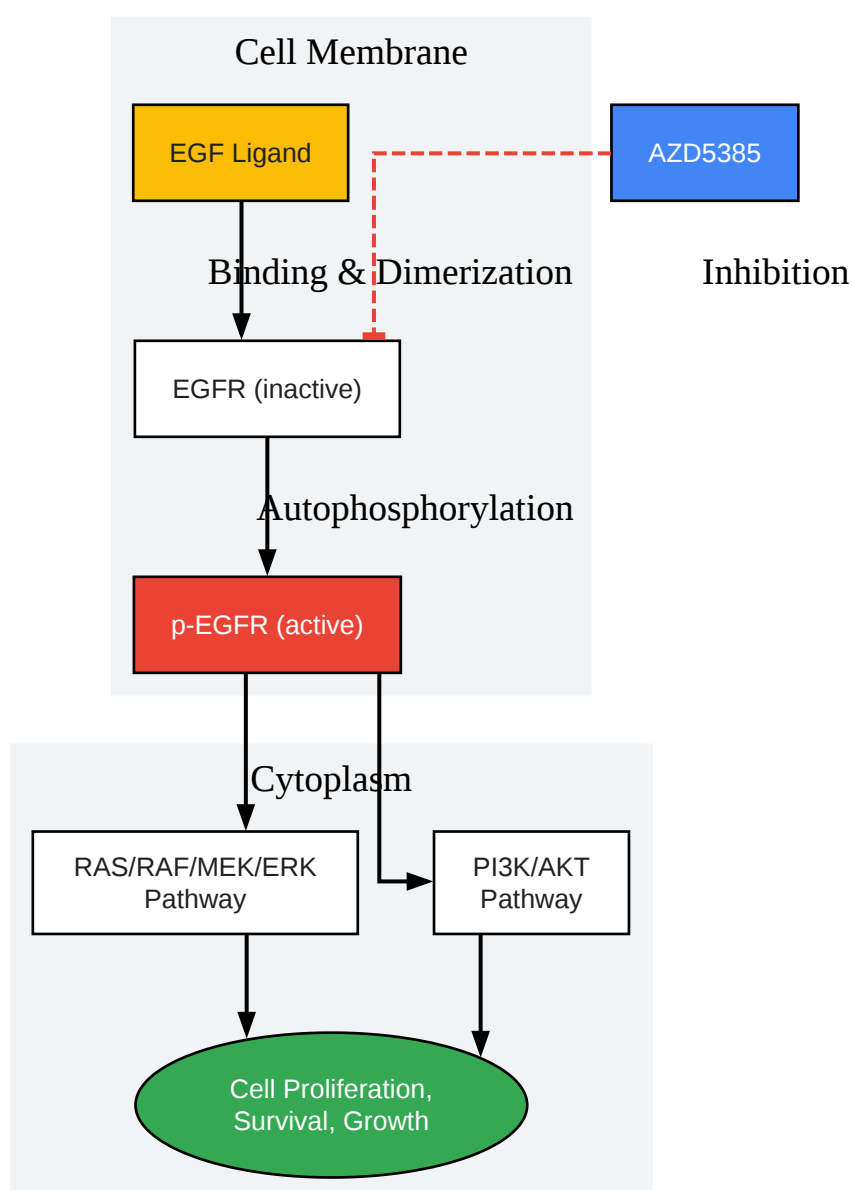 Cell Membrane
EGF Ligand
AZD5385
Binding & Dimerization
Inhibition
EGFR (inactive)
Autophosphorylation
p-EGFR (active)
Cytoplasm
RAS/RAF/MEK/ERK
Pathway
PI3K/AKT
Pathway
Cell Proliferation,
Survival, Growth